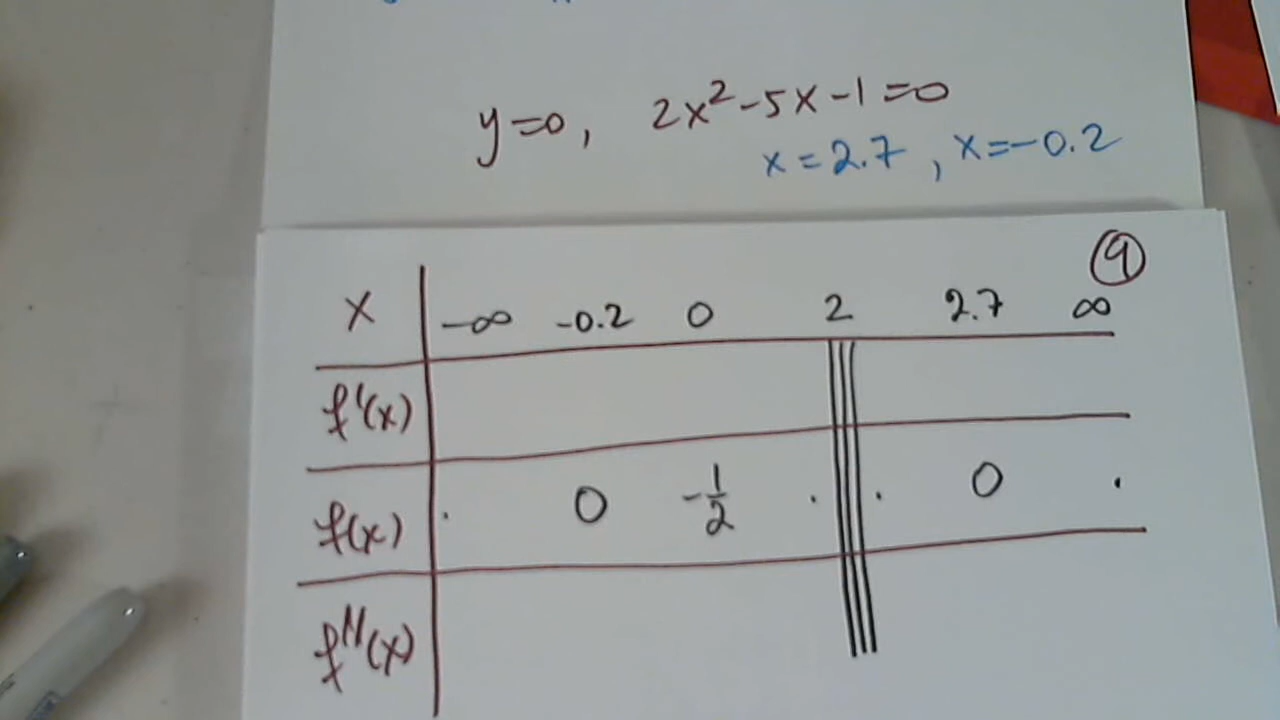 y=0, 2x²-5x-1=0
x=2.7, x=-0.2
9
x -∞ -0.2 0 2 2.7 ∞
f'(x)
f(x) . 0 -1/2 . . 0 .
f''(x)